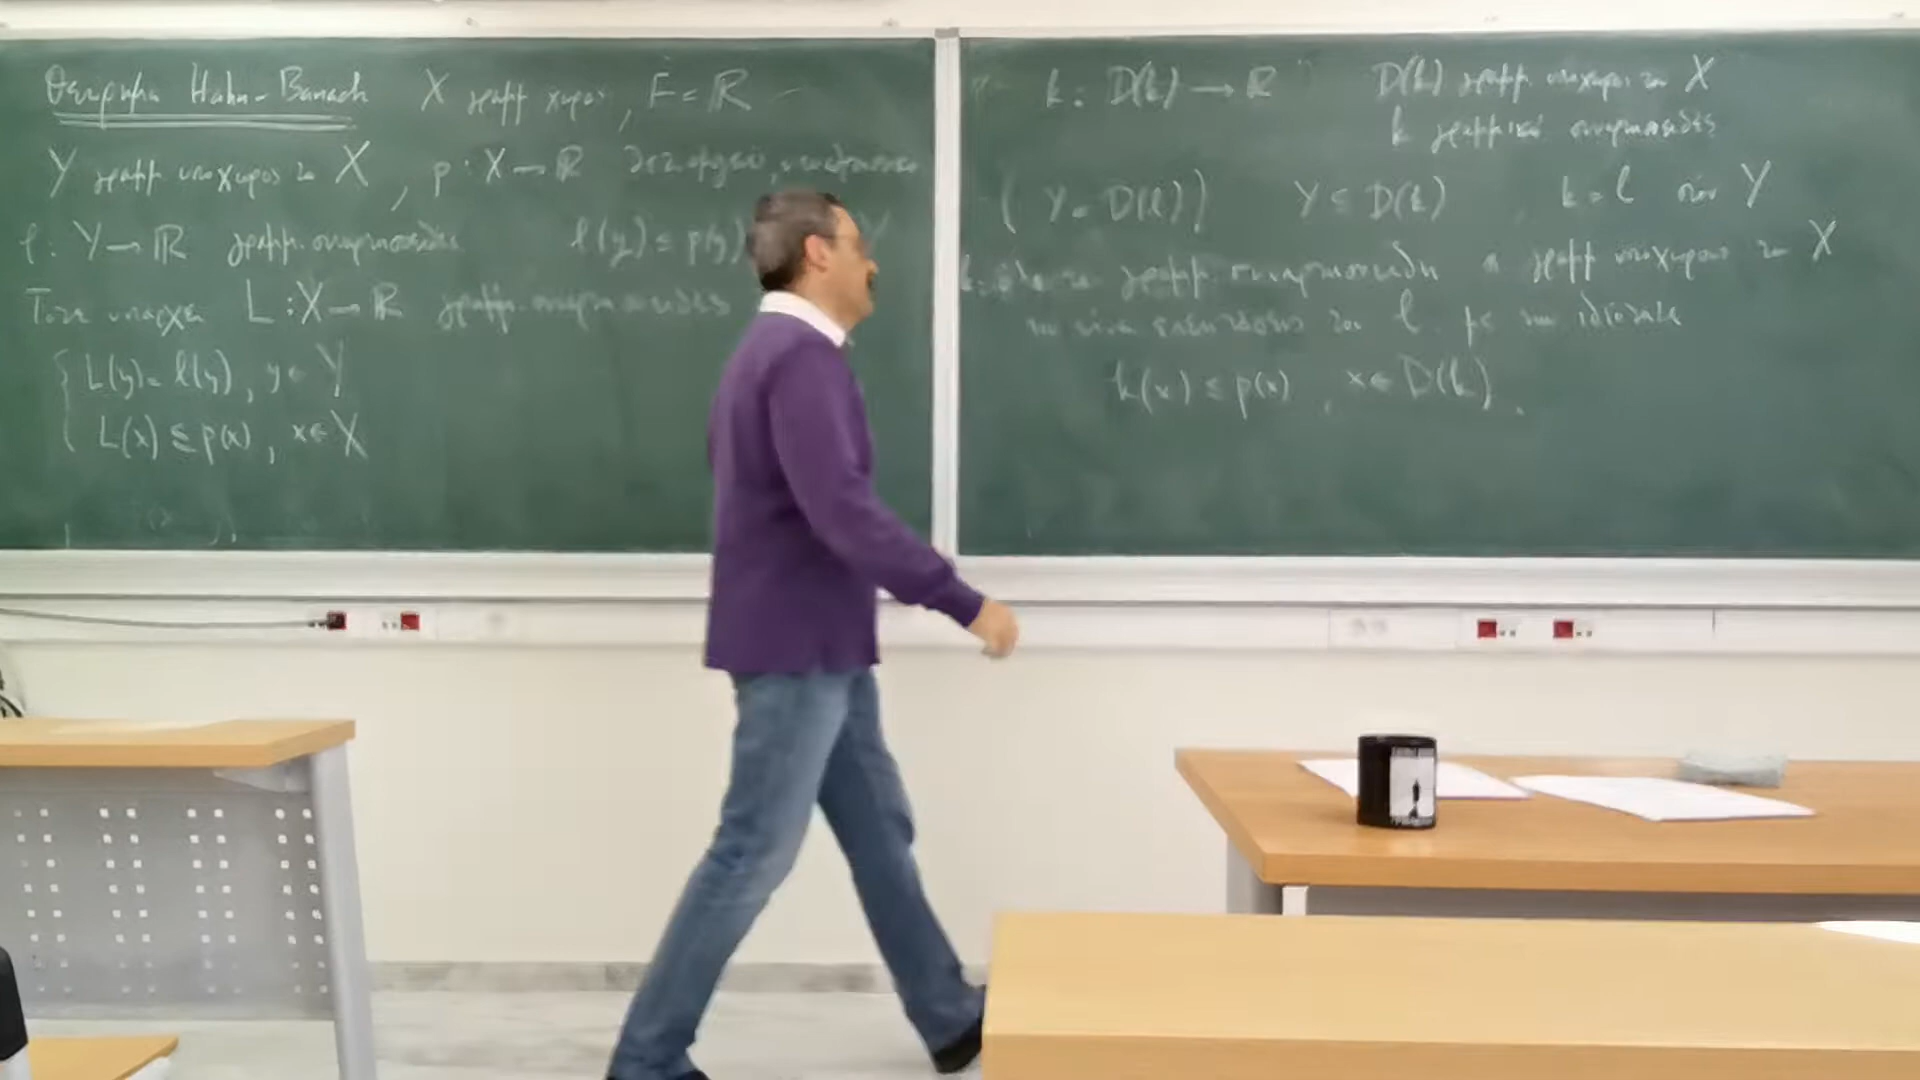 Θεώρημα Hahn-Banach X γραμμ χώρος, F = ℝ
Y γραμμ υπόχωρος του X, p: X → ℝ
l: Y → ℝ γραμμ. συναρτησοειδές l(y) ≤ p(y) Y
Τότε υπάρχει L: X → ℝ γραμμ. συναρτησοειδές
L(y) = l(y), y ∈ Y
L(x) ≤ p(x), x ∈ X
k: D(k) → ℝ D(k) γραμμ. υπόχωρος του X
k γραμμικό συναρτησοειδές
(Y = D(l)) Y ⊆ D(k) k = l στον Y
γραμμ. συναρτησοειδή σε γραμμ υποχώρους του X
που είναι επεκτάσεις του l με την ιδιότητα
k(x) ≤ p(x), x ∈ D(k).